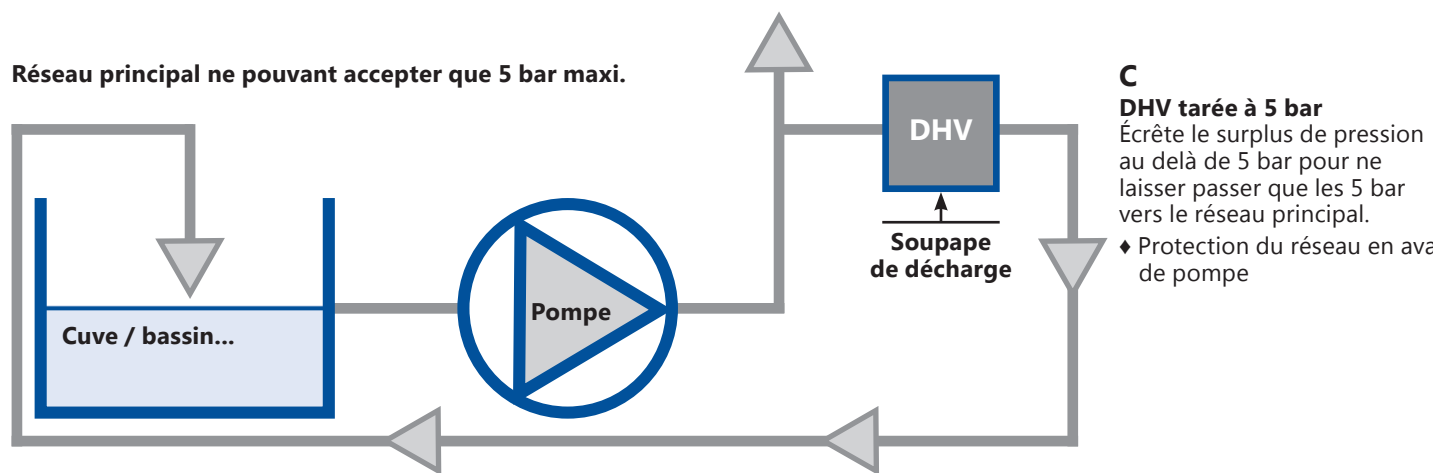 Réseau principal ne pouvant accepter que 5 bar maxi.
Cuve / bassin...
Pompe
DHV
Soupape
de décharge
C
DHV tarée à 5 bar
Écrête le surplus de pression
au delà de 5 bar pour ne
laisser passer que les 5 bar
vers le réseau principal.
♦ Protection du réseau en ava
de pompe